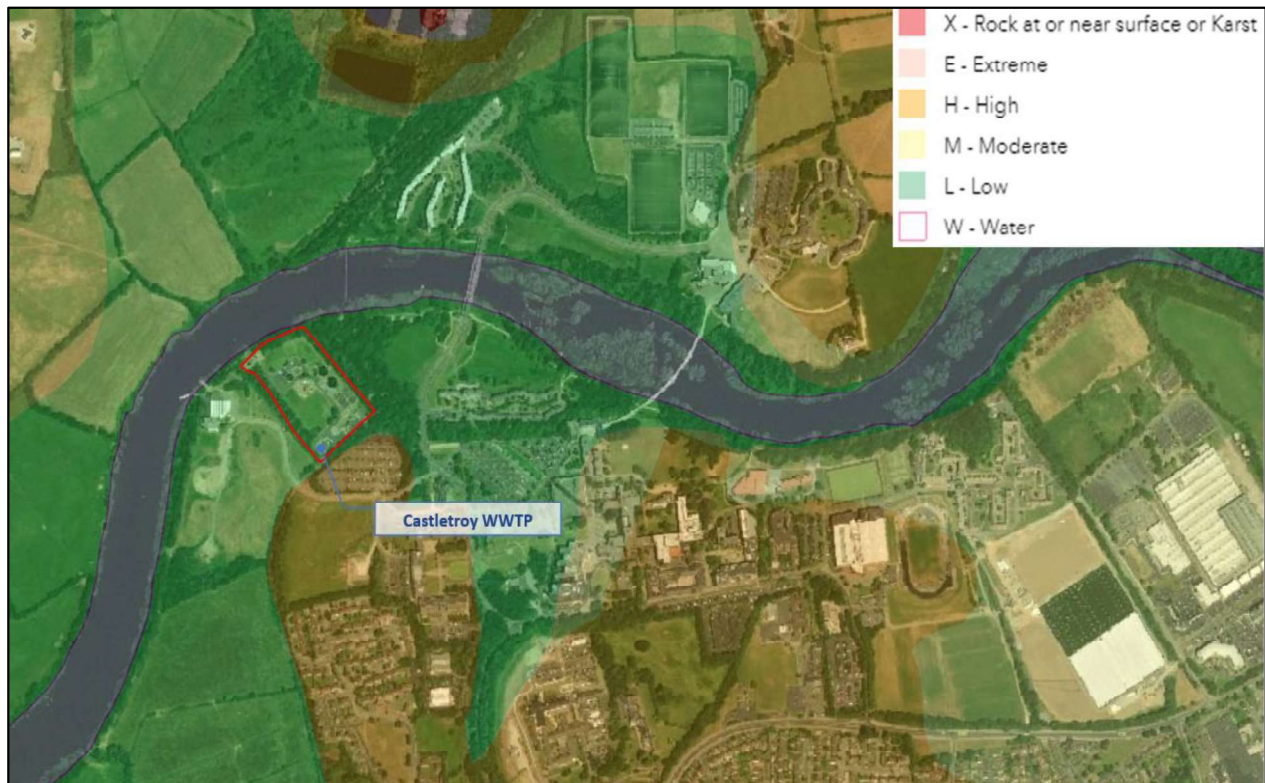 X - Rock at or near surface or Karst
E - Extreme
H - High
M - Moderate
L - Low
W - Water
Castletroy WWTP